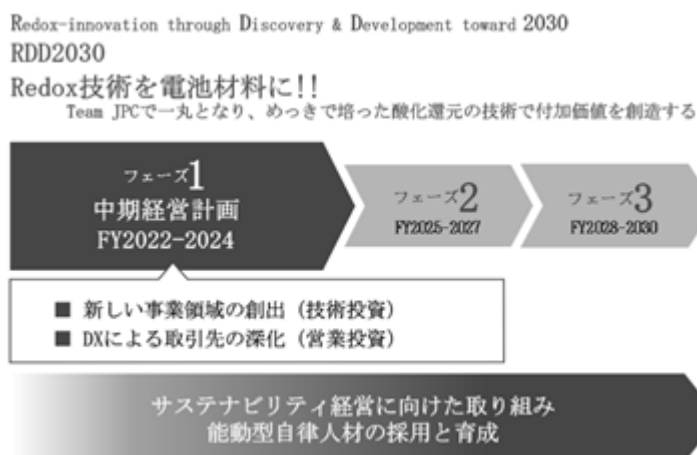 Redox-innovation through Discovery & Development toward 2030
RDD2030
Redox技術を電池材料に!!
Team JPCで一丸となり、めっきで培った酸化還元の技術で付加価値を創造する
フェーズ1
中期経営計画
FY2022-2024
フェーズ2
FY2025-2027
フェーズ3
FY2028-2030
■ 新しい事業領域の創出（技術投資）
■ DXによる取引先の深化（営業投資）
サステナビリティ経営に向けた取り組み
能動型自律人材の採用と育成